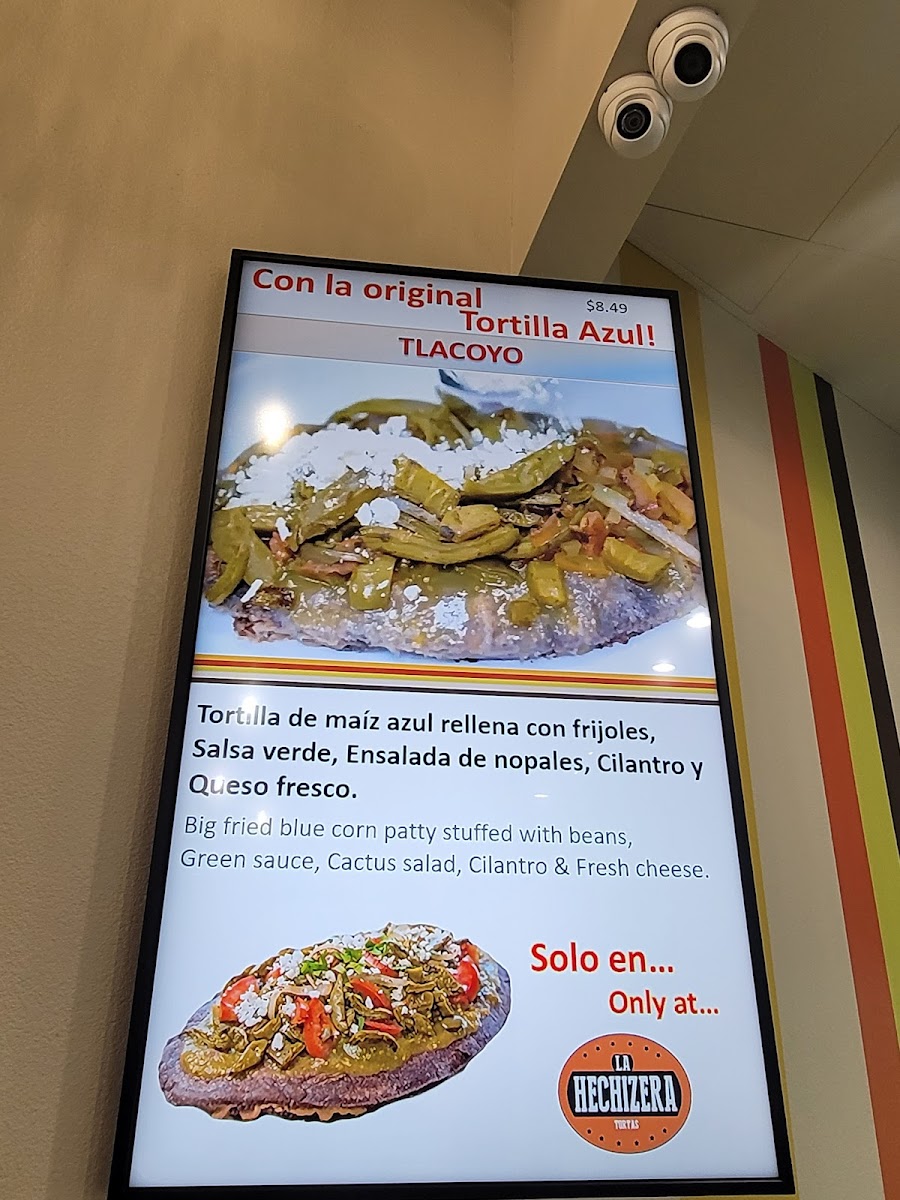 Con la original
$8.49
Tortilla Azul!
TLACOYO
Tortilla de maíz azul rellena con frijoles,
Salsa verde, Ensalada de nopales, Cilantro y
Queso fresco.
Big fried blue corn patty stuffed with beans,
Green sauce, Cactus salad, Cilantro & Fresh cheese.
Solo en...
Only at...
LA
HECHIZERA
TORTAS